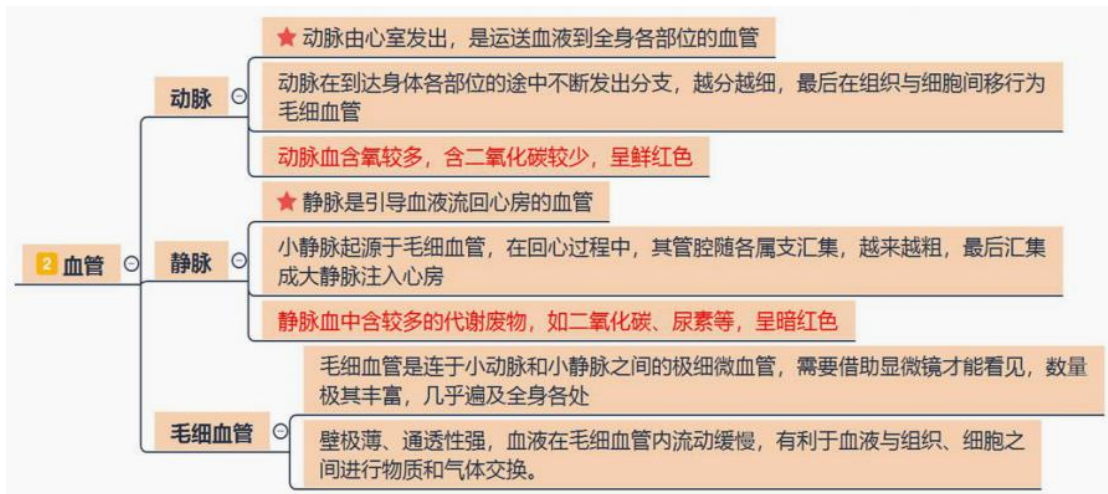 ★ 动脉由心室发出，是运送血液到全身各部位的血管
动脉在到达身体各部位的途中不断发出分支，越分越细，最后在组织与细胞间移行为
毛细血管
动脉
动脉血含氧较多，含二氧化碳较少，呈鲜红色
★ 静脉是引导血液流回心房的血管
小静脉起源于毛细血管，在回心过程中，其管腔随各属支汇集，越来越粗，最后汇集
成大静脉注入心房
2 血管
静脉
静脉血中含较多的代谢废物，如二氧化碳、尿素等，呈暗红色
毛细血管是连于小动脉和小静脉之间的极细微血管，需要借助显微镜才能看见，数量
极其丰富，几乎遍及全身各处
毛细血管
壁极薄、通透性强，血液在毛细血管内流动缓慢，有利于血液与组织、细胞之
间进行物质和气体交换。